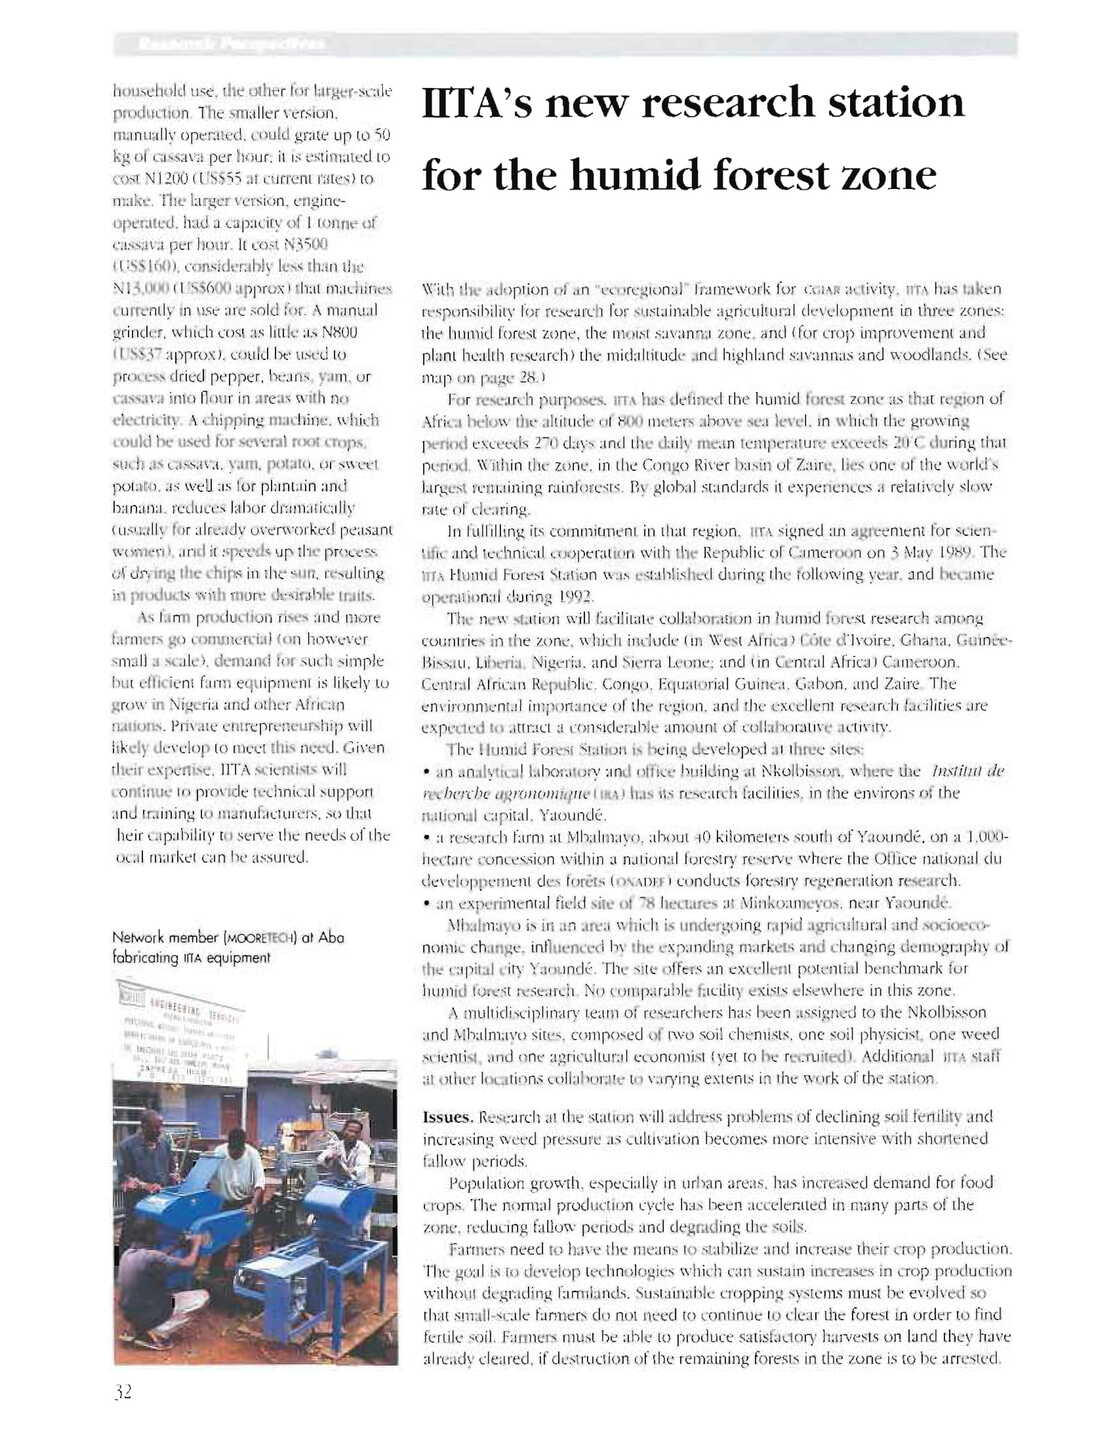 Research Perspectives
household use, the other for larger-scale
production. The smaller version,
manually operated, could grate up to 50
kg of cassava per hour; it is estimated to
cost N1200 (US$55 at current rates) to
make. The larger version, engine-
operated, had a capacity of 1 tonne of
cassava per hour. It cost N3500
(US$160), considerably less than the
N13,000 (US$600 approx) that machines
currently in use are sold for. A manual
grinder, which cost as little as N800
(US$37 approx), could be used to
process dried pepper, beans, yam, or
cassava into flour in areas with no
electricity. A chipping machine, which
could be used for several root crops,
such as cassava, yam, potato, or sweet
potato, as well as for plantain and
banana, reduces labor dramatically
(usually for already overworked peasant
women), and it speeds up the process
of drying the chips in the sun, resulting
in products with more desirable traits.
As farm production rises and more
farmers go commercial (on however
small a scale), demand for such simple
but efficient farm equipment is likely to
grow in Nigeria and other African
nations. Private entrepreneurship will
likely develop to meet this need. Given
their expertise, IITA scientists will
continue to provide technical support
and training to manufacturers, so that
heir capability to serve the needs of the
ocal market can be assured.
Network member (MOORETECH) at Aba
fabricating IITA equipment
ENGINEERING SERVICES
32
IITA's new research station
for the humid forest zone
With the adoption of an "ecoregional" framework for CGIAR activity, IITA has taken
responsibility for research for sustainable agricultural development in three zones:
the humid forest zone, the moist savanna zone, and (for crop improvement and
plant health research) the midaltitude and highland savannas and woodlands. (See
map on page 28.)
For research purposes, IITA has defined the humid forest zone as that region of
Africa below the altitude of 800 meters above sea level, in which the growing
period exceeds 270 days and the daily mean temperature exceeds 20°C during that
period. Within the zone, in the Congo River basin of Zaire, lies one of the world's
largest remaining rainforests. By global standards it experiences a relatively slow
rate of clearing.
In fulfilling its commitment in that region, IITA signed an agreement for scien-
tific and technical cooperation with the Republic of Cameroon on 3 May 1989. The
IITA Humid Forest Station was established during the following year, and became
operational during 1992.
The new station will facilitate collaboration in humid forest research among
countries in the zone, which include (in West Africa) Côte d'Ivoire, Ghana, Guinée-
Bissau, Liberia, Nigeria, and Sierra Leone; and (in Central Africa) Cameroon,
Central African Republic, Congo, Equatorial Guinea, Gabon, and Zaire. The
environmental importance of the region, and the excellent research facilities are
expected to attract a considerable amount of collaborative activity.
The Humid Forest Station is being developed at three sites:
• an analytical laboratory and office building at Nkolbisson, where the Institut de
recherche agronomique (IRA) has its research facilities, in the environs of the
national capital, Yaoundé.
• a research farm at Mbalmayo, about 40 kilometers south of Yaoundé, on a 1,000-
hectare concession within a national forestry reserve where the Office national du
developpement des forêts (ONADEF) conducts forestry regeneration research.
• an experimental field site of 78 hectares at Minkoameyos, near Yaoundé.
Mbalmayo is in an area which is undergoing rapid agricultural and socioeco-
nomic change, influenced by the expanding markets and changing demography of
the capital city Yaoundé. The site offers an excellent potential benchmark for
humid forest research. No comparable facility exists elsewhere in this zone.
A multidisciplinary team of researchers has been assigned to the Nkolbisson
and Mbalmayo sites, composed of two soil chemists, one soil physicist, one weed
scientist, and one agricultural economist (yet to be recruited). Additional IITA staff
at other locations collaborate to varying extents in the work of the station.
Issues. Research at the station will address problems of declining soil fertility and
increasing weed pressure as cultivation becomes more intensive with shortened
fallow periods.
Population growth, especially in urban areas, has increased demand for food
crops. The normal production cycle has been accelerated in many parts of the
zone, reducing fallow periods and degrading the soils.
Farmers need to have the means to stabilize and increase their crop production.
The goal is to develop technologies which can sustain increases in crop production
without degrading farmlands. Sustainable cropping systems must be evolved so
that small-scale farmers do not need to continue to clear the forest in order to find
fertile soil. Farmers must be able to produce satisfactory harvests on land they have
already cleared, if destruction of the remaining forests in the zone is to be arrested.